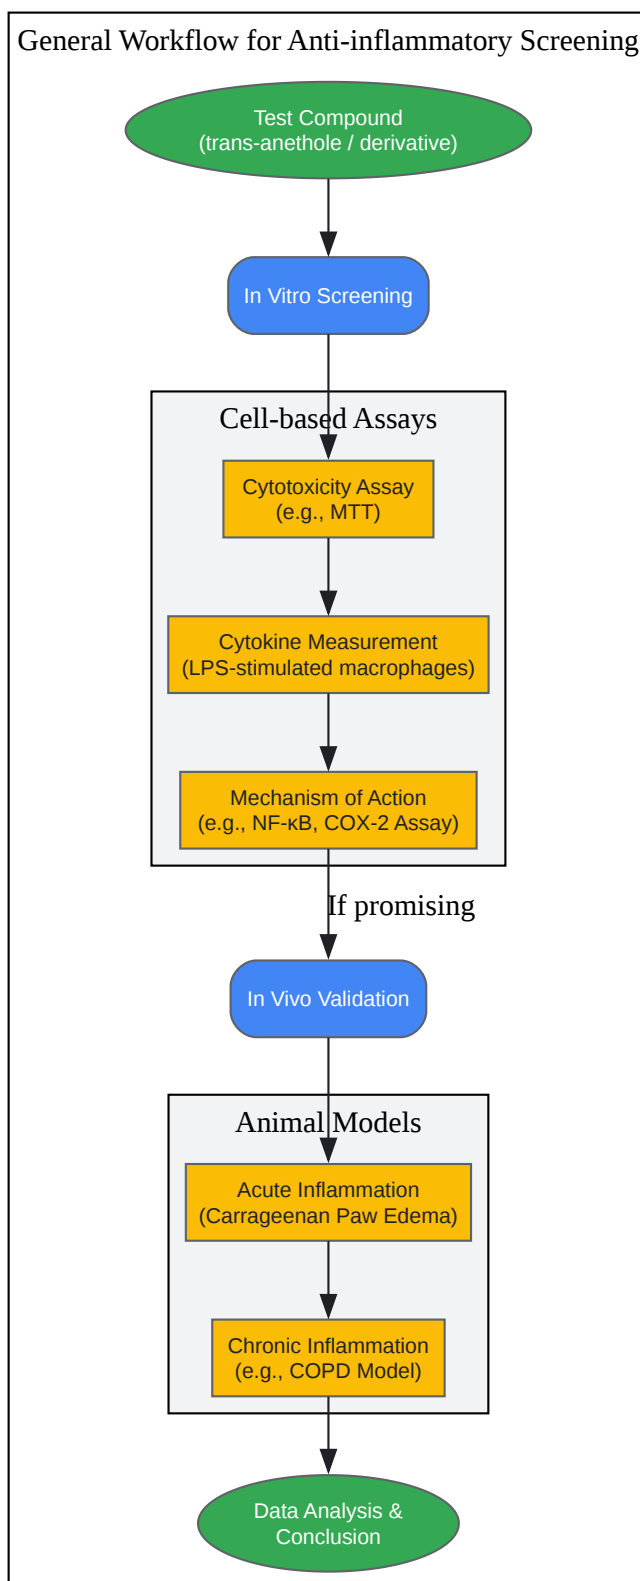 General Workflow for Anti-inflammatory Screening
Test Compound
(trans-anethole / derivative)
In Vitro Screening
Cell-based Assays
Cytotoxicity Assay
(e.g., MTT)
Cytokine Measurement
(LPS-stimulated macrophages)
Mechanism of Action
(e.g., NF-κB, COX-2 Assay)
If promising
In Vivo Validation
Animal Models
Acute Inflammation
(Carrageenan Paw Edema)
Chronic Inflammation
(e.g., COPD Model)
Data Analysis &
Conclusion